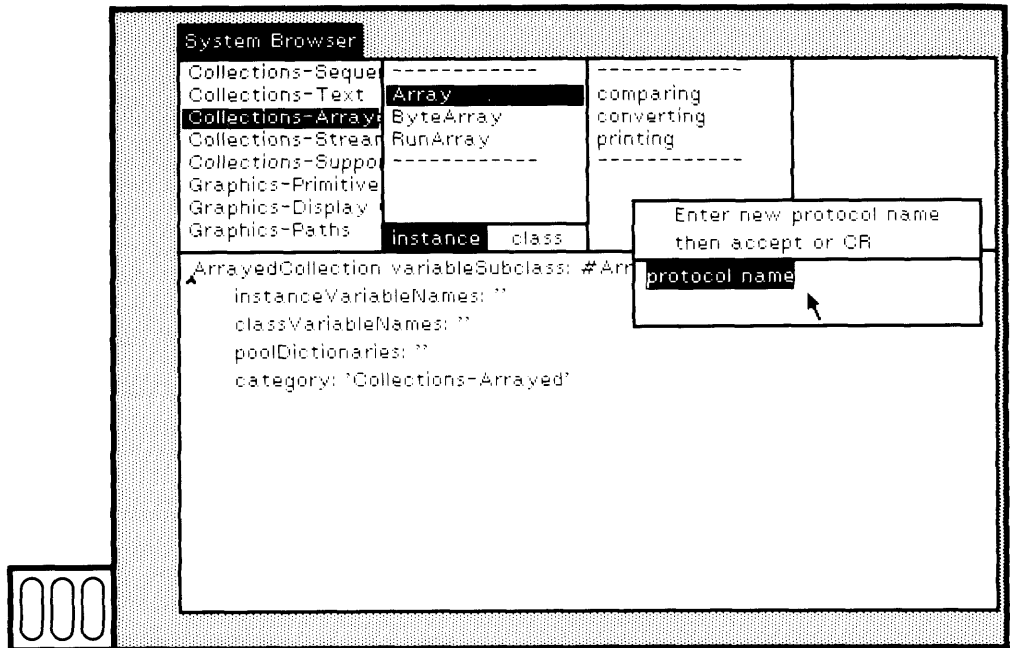 System Browser
Collections-Seque
Collections-Text
Collections-Array
Collections-Strear
Collections-Suppo
Graphics-Primitive
Graphics-Display
Graphics-Paths
------------
Array
ByteArray
RunArray
------------
instance class
------------
comparing
converting
printing
------------
Enter new protocol name
then accept or CR
protocol name
ArrayedCollection variableSubclass: #Arr
instanceVariableNames: ''
classVariableNames: ''
poolDictionaries: ''
category: 'Collections-Arrayed'